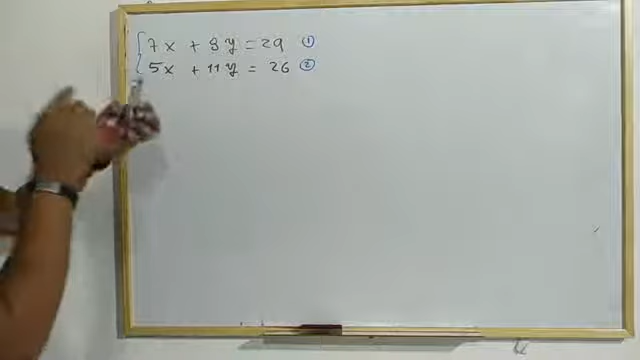 7x + 8y = 29 ①
5x + 11y = 26 ②